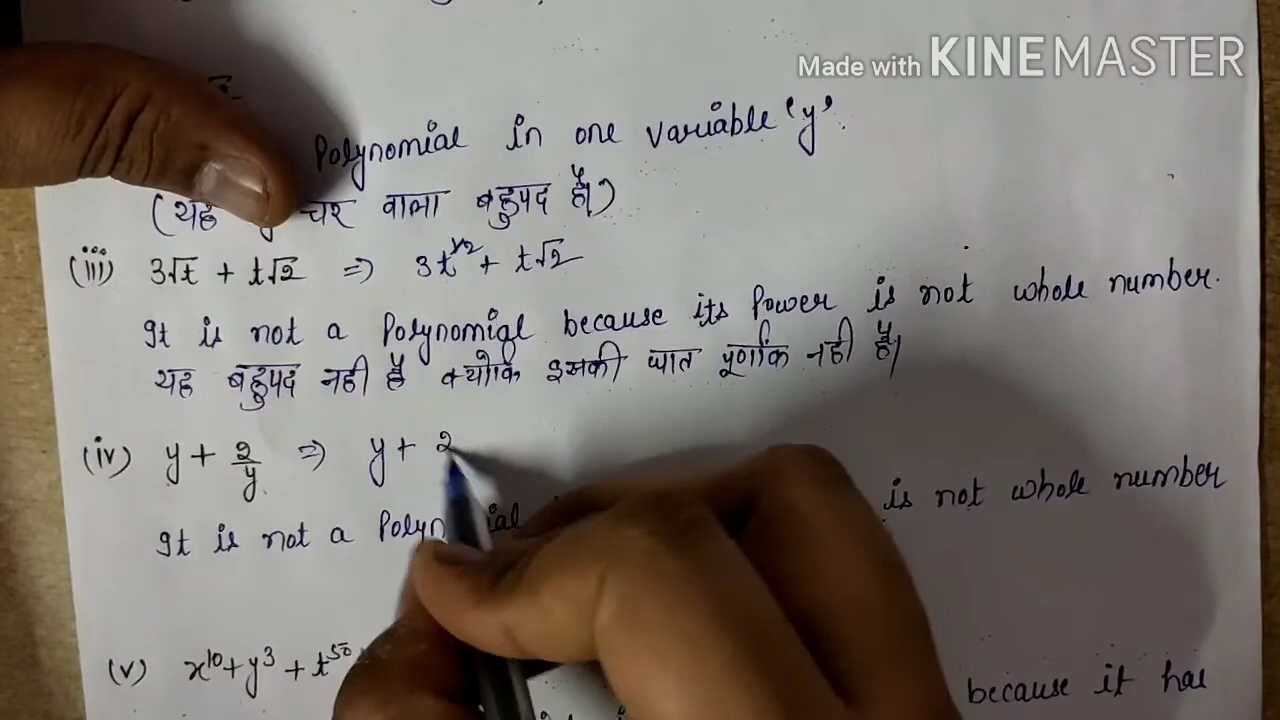 Made with KINEMASTER
Polynomial in one variable 'y'.
(यह y चर वाला बहुपद है।)
(iii) 3√t + t√2 ⇒ 3t^1/2 + t√2
It is not a Polynomial because its Power is not whole number.
यह बहुपद नही है क्योकि इसकी घात पूर्णांक नही है।
(iv) y + 2/y ⇒ y + 2
It is not a Polynomial is not whole number
(v) x^10 + y^3 + t^50
because it has